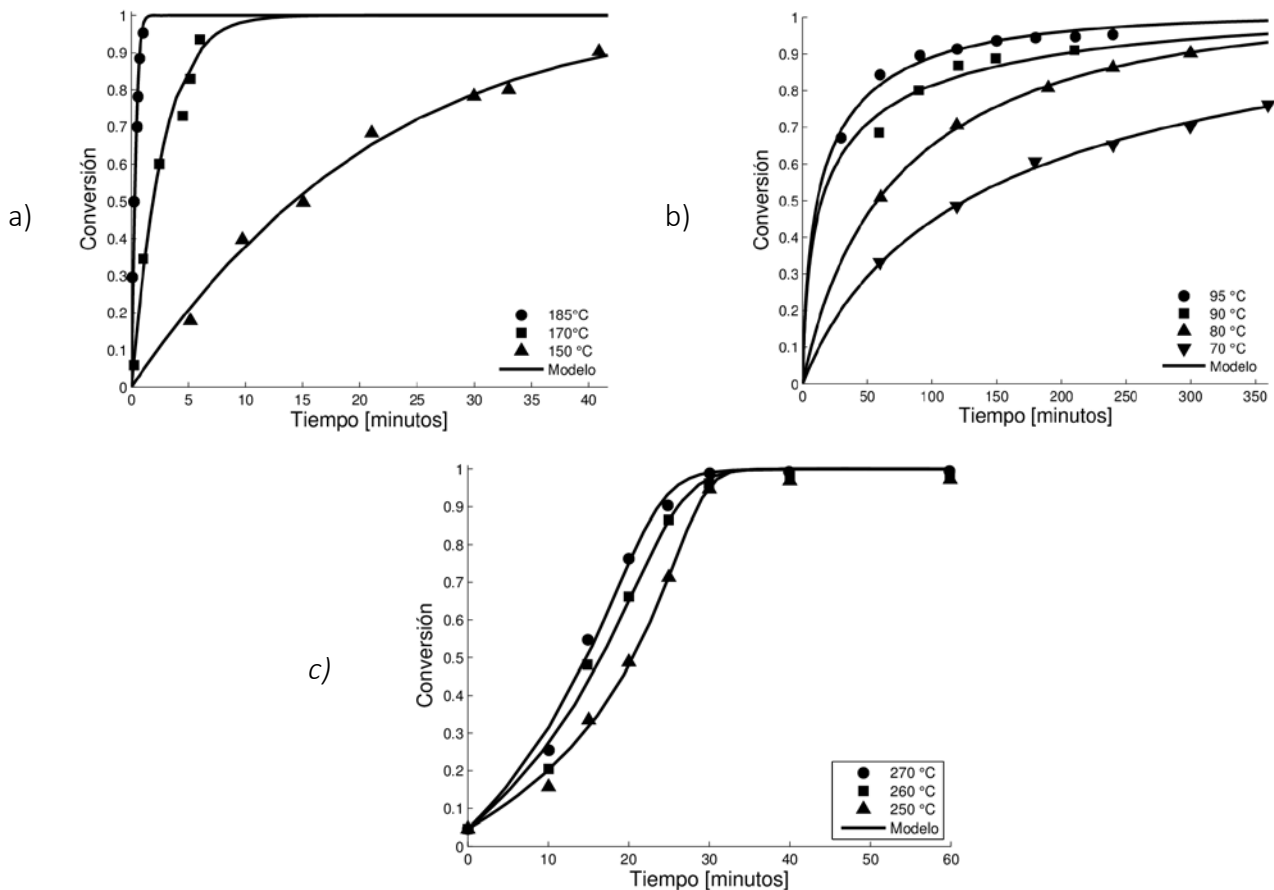 a)
Conversión
1
0.9
0.8
0.7
0.6
0.5
0.4
0.3
0.2
0.1
0
0 5 10 15 20 25 30 35 40
Tiempo [minutos]
185°C
170°C
150 °C
Modelo
b)
Conversión
1
0.9
0.8
0.7
0.6
0.5
0.4
0.3
0.2
0.1
0
0 50 100 150 200 250 300 350
Tiempo [minutos]
95 °C
90 °C
80 °C
70 °C
Modelo
c)
Conversión
1
0.9
0.8
0.7
0.6
0.5
0.4
0.3
0.2
0.1
0
0 10 20 30 40 50 60
Tiempo [minutos]
270 °C
260 °C
250 °C
Modelo